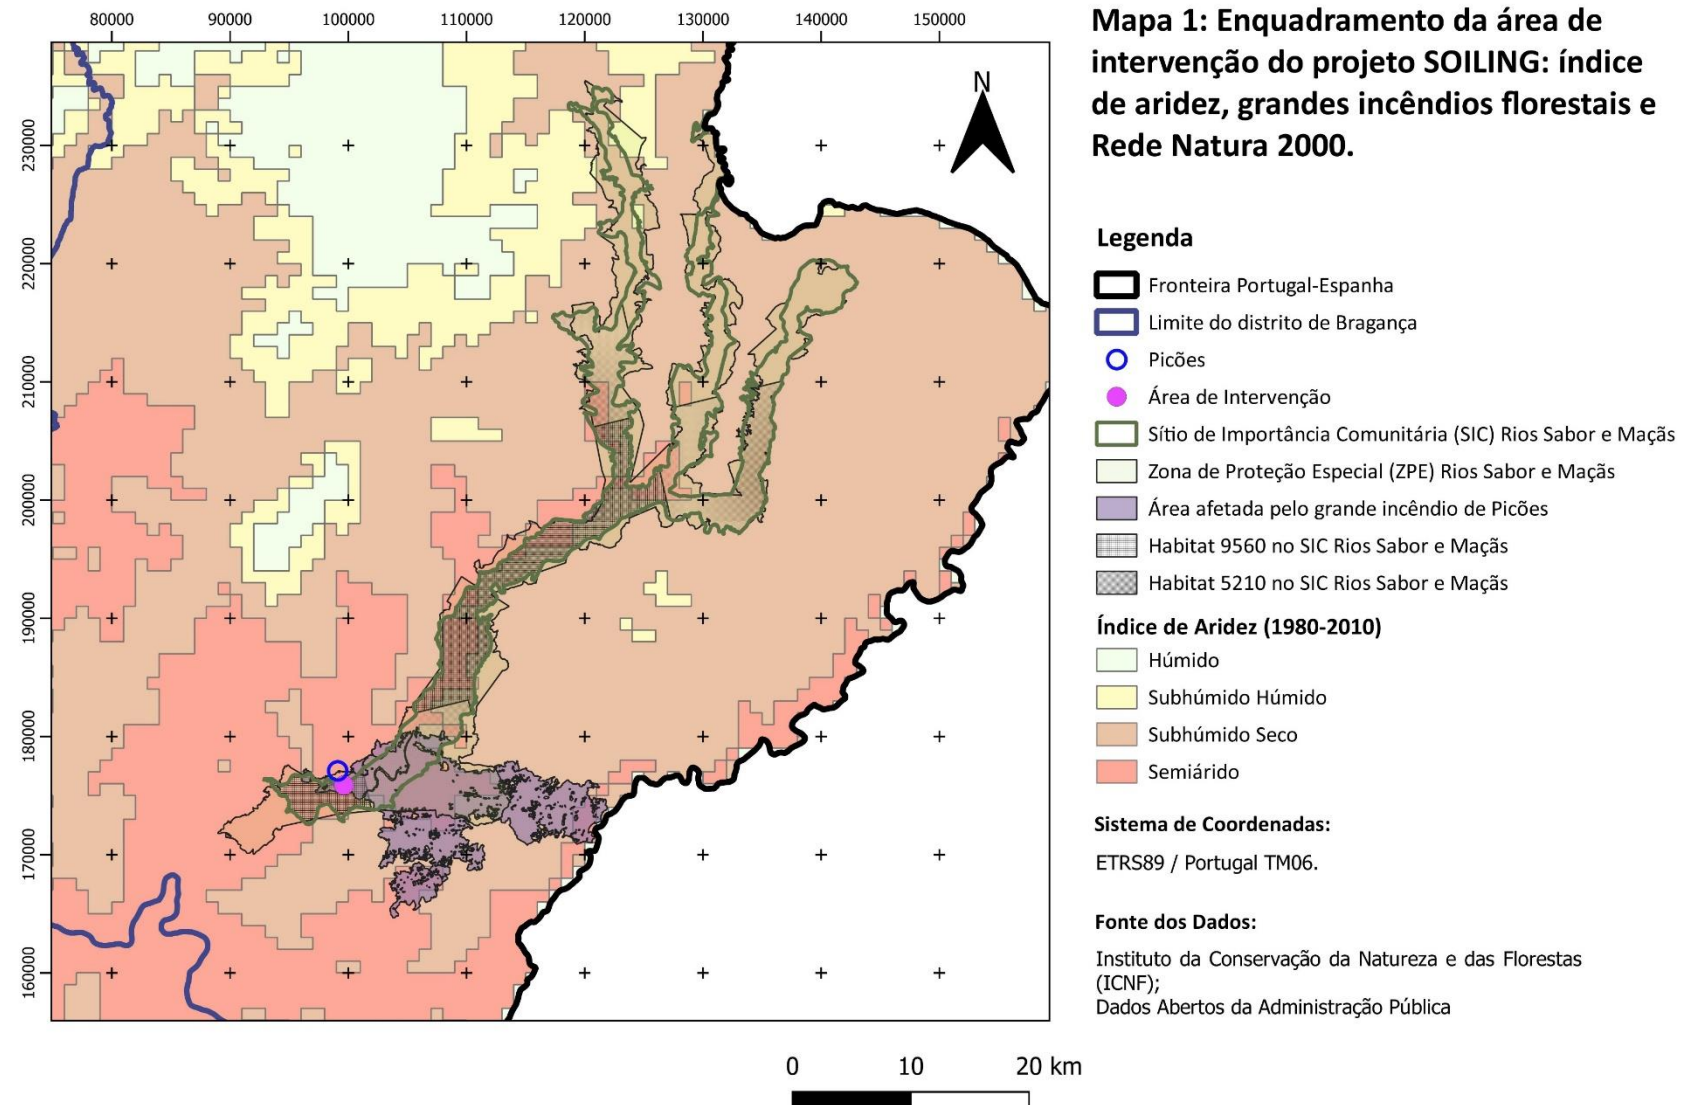 80000 90000 100000 110000 120000 130000 140000 150000
Mapa 1: Enquadramento da área de
intervenção do projeto SOILING: índice
de aridez, grandes incêndios florestais e
Rede Natura 2000.
N
230000
220000
210000
200000
190000
180000
170000
160000
Legenda
Fronteira Portugal-Espanha
Limite do distrito de Bragança
Picões
Área de Intervenção
Sítio de Importância Comunitária (SIC) Rios Sabor e Maçãs
Zona de Proteção Especial (ZPE) Rios Sabor e Maçãs
Área afetada pelo grande incêndio de Picões
Habitat 9560 no SIC Rios Sabor e Maçãs
Habitat 5210 no SIC Rios Sabor e Maçãs
Índice de Aridez (1980-2010)
Húmido
Subhúmido Húmido
Subhúmido Seco
Semiárido
Sistema de Coordenadas:
ETRS89 / Portugal TM06.
Fonte dos Dados:
Instituto da Conservação da Natureza e das Florestas
(ICNF);
Dados Abertos da Administração Pública
0 10 20 km